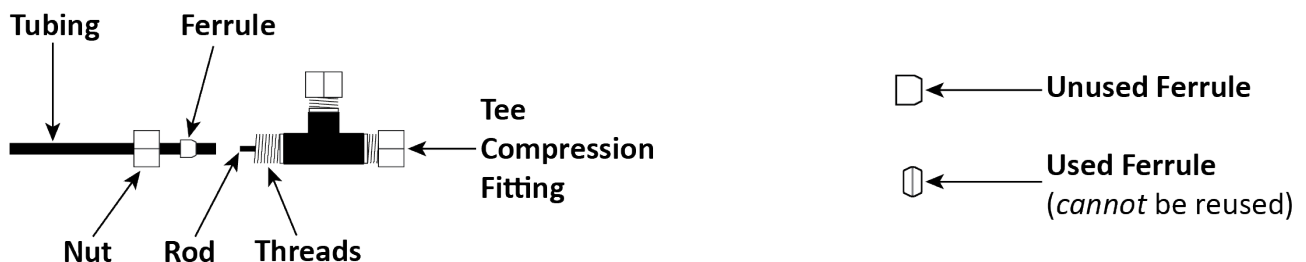 Tubing
Ferrule
Tee
Compression
Fitting
Nut
Rod
Threads
Unused Ferrule
Used Ferrule
(cannot be reused)